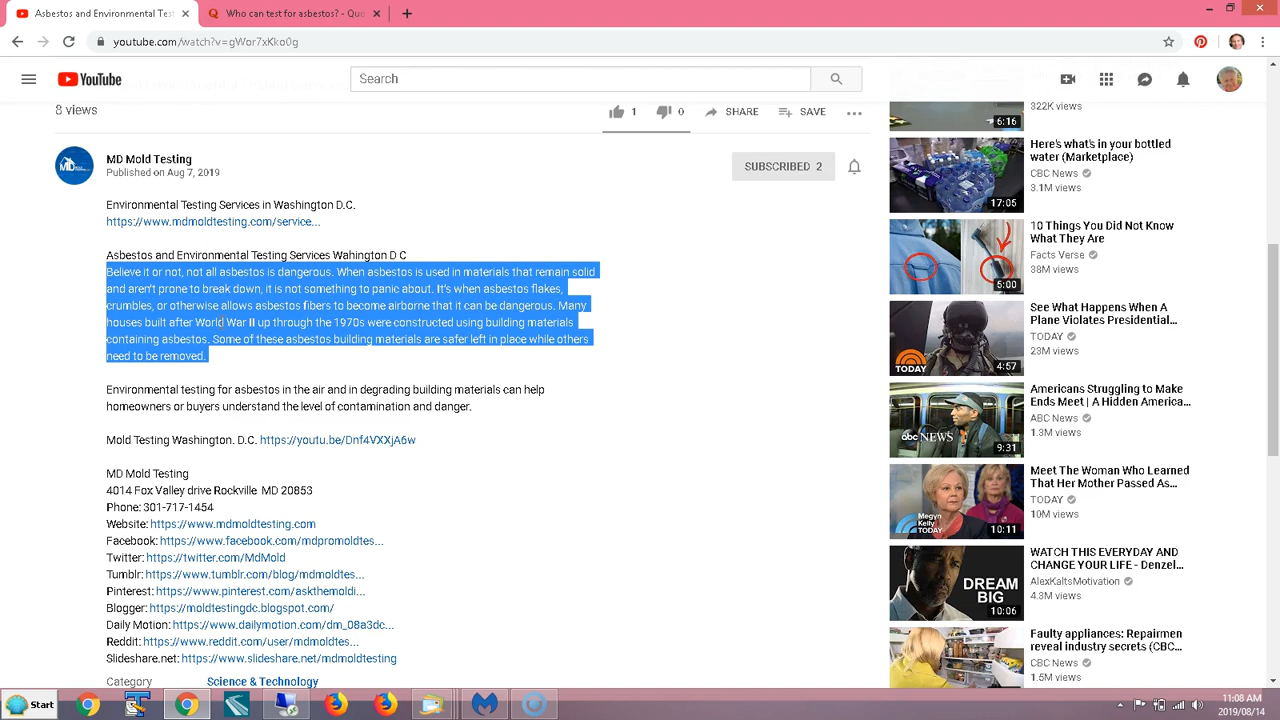 Asbestos and Environmental Test
Who can test asbestos? - Quo
youtube.com/watch?v=gWor7xKko0g
YouTube
Search
8 views
1
0
SHARE
SAVE
MD Mold Testing
Published on Aug 7, 2019
SUBSCRIBED 2
Environmental Testing Services in Washington D.C.
https://www.mdmoldtesting.com/service...
Asbestos and Environmental Testing Services Wahington D C
Believe it or not, not all asbestos is dangerous. When asbestos is used in materials that remain solid
and aren't prone to break down, it is not something to panic about. It's when asbestos flakes,
crumbles, or otherwise allows asbestos fibers to become airborne that it can be dangerous. Many
houses built after World War II up through the 1970s were constructed using building materials
containing asbestos. Some of these asbestos building materials are safer left in place while others
need to be removed.
Environmental testing for asbestos in the air and in degrading building materials can help
homeowners or buyers understand the level of contamination and danger.
Mold Testing Washington. D.C. https://youtu.be/Dnf4VXXjA6w
MD Mold Testing
4014 Fox Valley drive Rockville MD 20853
Phone: 301-717-1454
Website: https://www.mdmoldtesting.com
Facebook: https://www.facebook.com/mdpromoldtes...
Twitter: https://twitter.com/MdMold
Tumblr: https://www.tumblr.com/blog/mdmoldtes...
Pinterest: https://www.pinterest.com/askthemoldi...
Blogger: https://moldtestingdc.blogspot.com/
Daily Motion: https://www.dailymotion.com/dm_08a3dc...
Reddit: https://www.reddit.com/user/mdmoldtes...
Slideshare.net: https://www.slideshare.net/mdmoldtesting
Category
Science & Technology
322K views
6:16
Here's what's in your bottled
water (Marketplace)
CBC News
3.1M views
17:05
10 Things You Did Not Know
What They Are
Facts Verse
38M views
5:00
See What Happens When A
Plane Violates Presidential...
TODAY
23M views
TODAY
4:57
Americans Struggling to Make
Ends Meet | A Hidden America...
ABC News
1.3M views
abc NEWS
9:31
Meet The Woman Who Learned
That Her Mother Passed As...
TODAY
10M views
Megyn
Kelly
TODAY
10:11
WATCH THIS EVERYDAY AND
CHANGE YOUR LIFE - Denzel...
AlexKaltsMotivation
4.3M views
DREAM
BIG
10:06
Faulty appliances: Repairmen
reveal industry secrets (CBC...
CBC News
1.5M views
Start
11:08 AM
2019/08/14